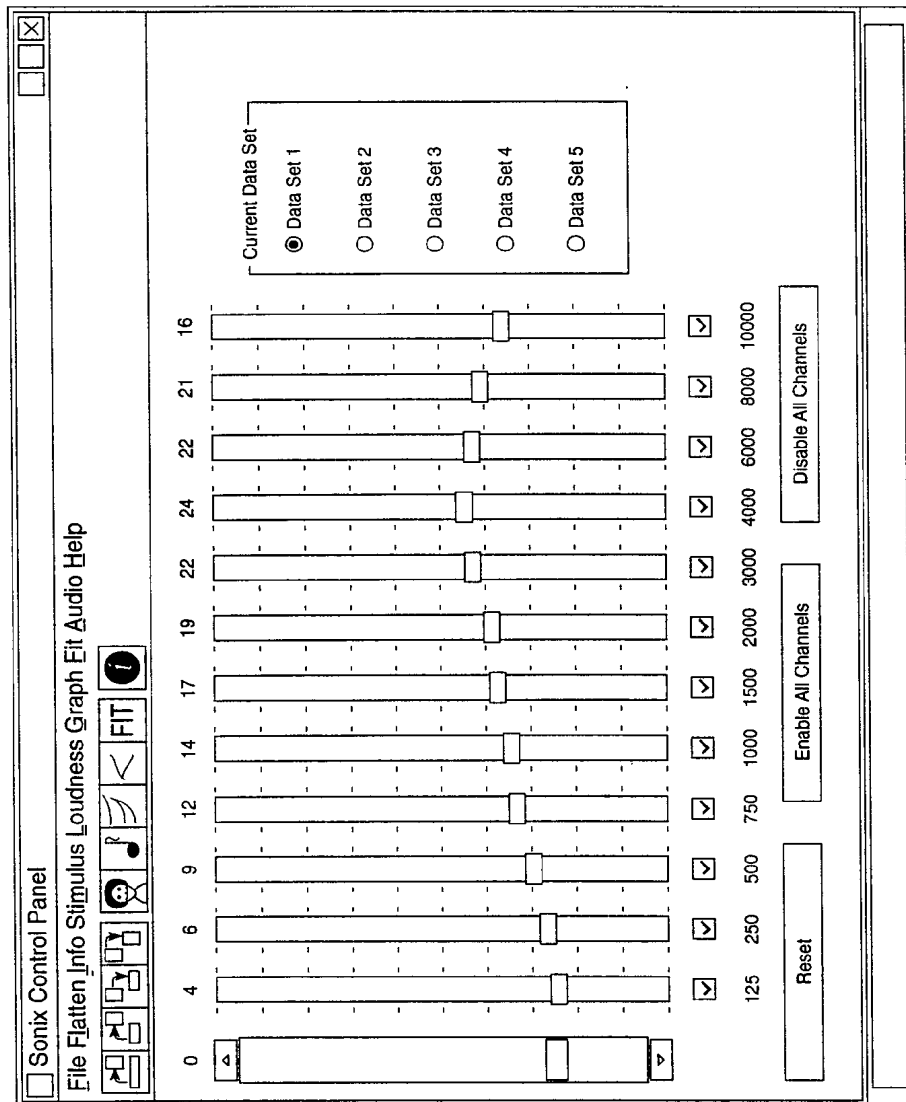 Sonix Control Panel
File Flatten Info Stimulus Loudness Graph Fit Audio Help
FIT i
0 4 6 9 12 14 17 19 22 24 22 21 16
Current Data Set
Data Set 1
Data Set 2
Data Set 3
Data Set 4
Data Set 5
125 250 500 750 1000 1500 2000 3000 4000 6000 8000 10000
Reset Enable All Channels Disable All Channels